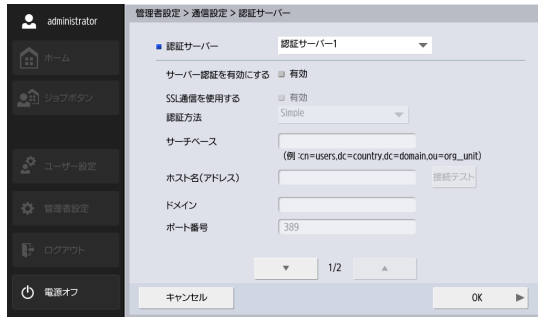 administrator
ホーム
ジョブボタン
ユーザー設定
管理者設定
ログアウト
電源オフ
管理者設定 > 通信設定 > 認証サーバー
認証サーバー 認証サーバー1
サーバー認証を有効にする 有効
SSL通信を使用する 有効
認証方法 Simple
サーチベース
(例 :cn=users,dc=country,dc=domain,ou=org_unit)
ホスト名(アドレス) 接続テスト
ドメイン
ポート番号 389
1/2
キャンセル OK